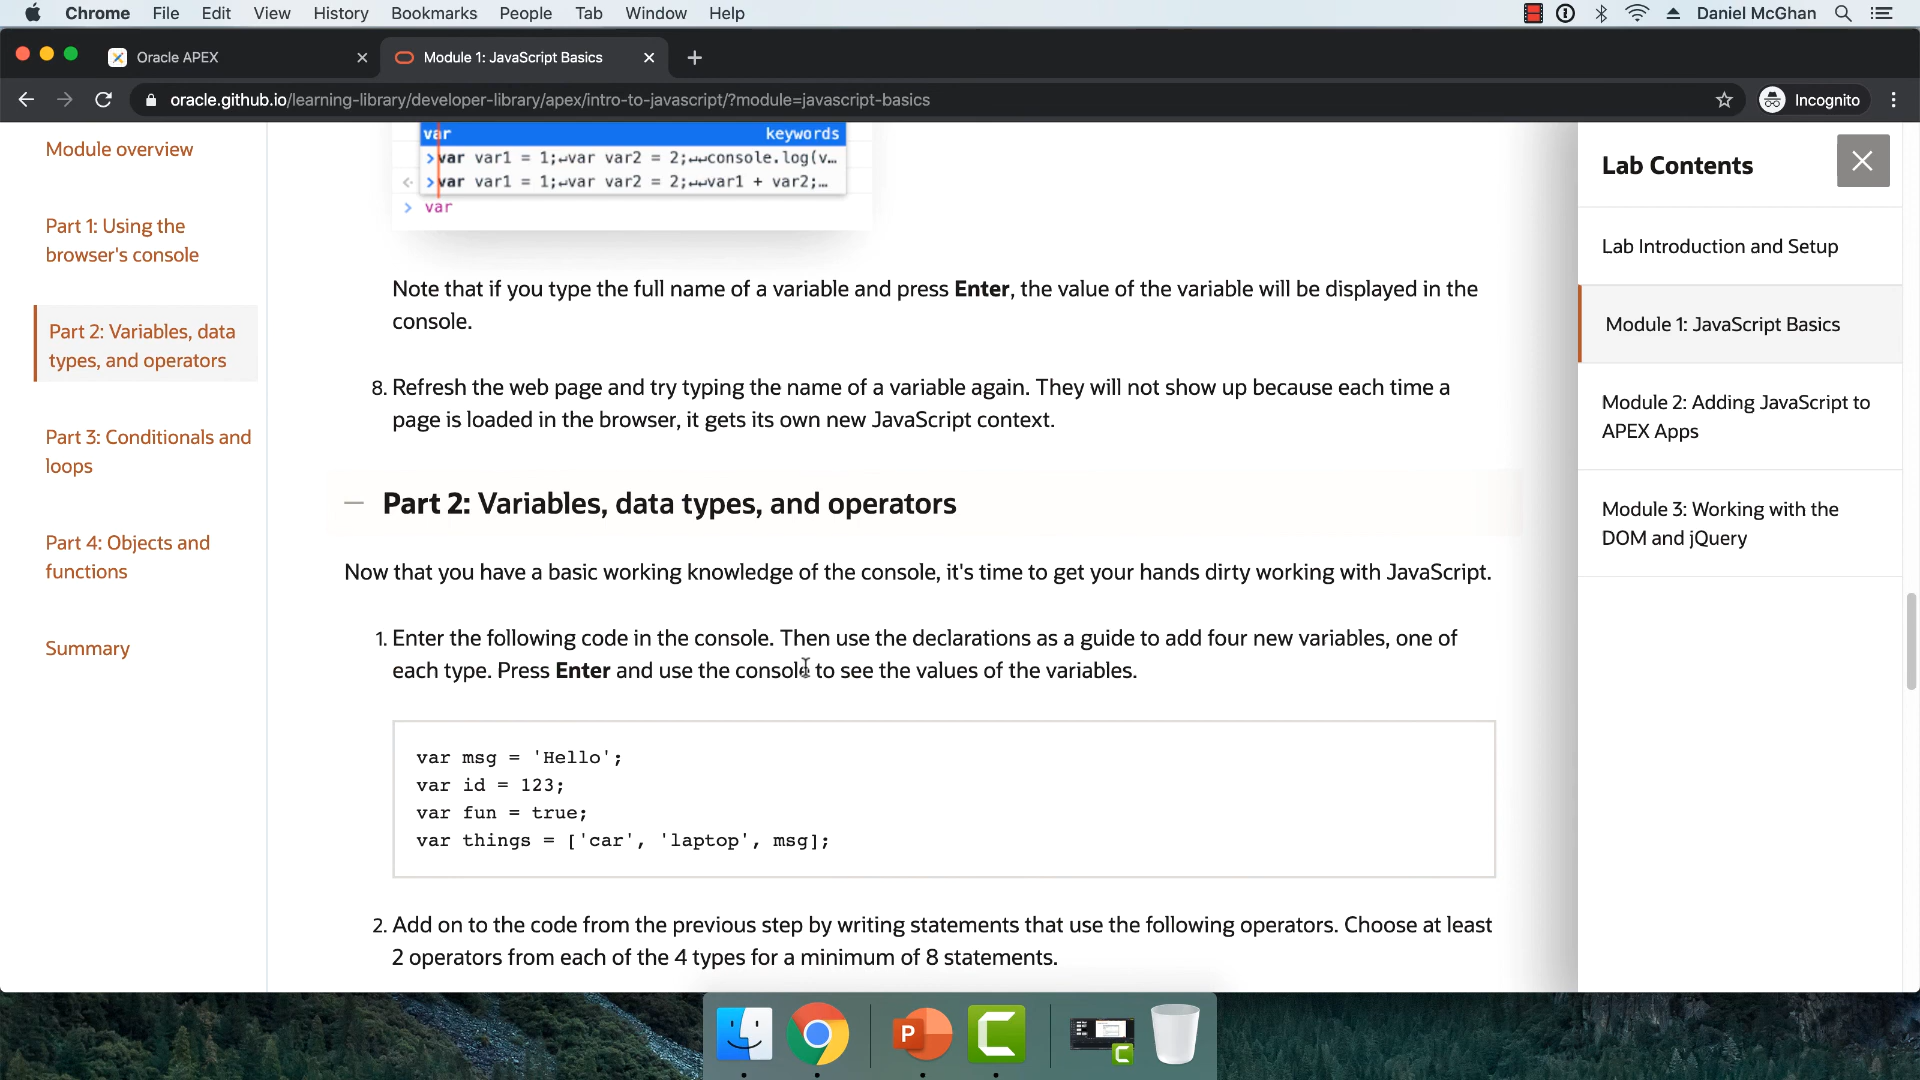 Chrome File Edit View History Bookmarks People Tab Window Help Daniel McGhan
Oracle APEX
Module 1: JavaScript Basics
oracle.github.io/learning-library/developer-library/apex/intro-to-javascript/?module=javascript-basics
Incognito
Module overview
Part 1: Using the
browser's console
Part 2: Variables, data
types, and operators
Part 3: Conditionals and
loops
Part 4: Objects and
functions
Summary
var keywords
>var var1 = 1;↵var var2 = 2;↵↵console.log(v…
>var var1 = 1;↵var var2 = 2;↵↵var1 + var2;…
> var
Note that if you type the full name of a variable and press Enter, the value of the variable will be displayed in the
console.
8. Refresh the web page and try typing the name of a variable again. They will not show up because each time a
page is loaded in the browser, it gets its own new JavaScript context.
— Part 2: Variables, data types, and operators
Now that you have a basic working knowledge of the console, it's time to get your hands dirty working with JavaScript.
1. Enter the following code in the console. Then use the declarations as a guide to add four new variables, one of
each type. Press Enter and use the console to see the values of the variables.
var msg = 'Hello';
var id = 123;
var fun = true;
var things = ['car', 'laptop', msg];
2. Add on to the code from the previous step by writing statements that use the following operators. Choose at least
2 operators from each of the 4 types for a minimum of 8 statements.
Lab Contents
Lab Introduction and Setup
Module 1: JavaScript Basics
Module 2: Adding JavaScript to
APEX Apps
Module 3: Working with the
DOM and jQuery
P
C